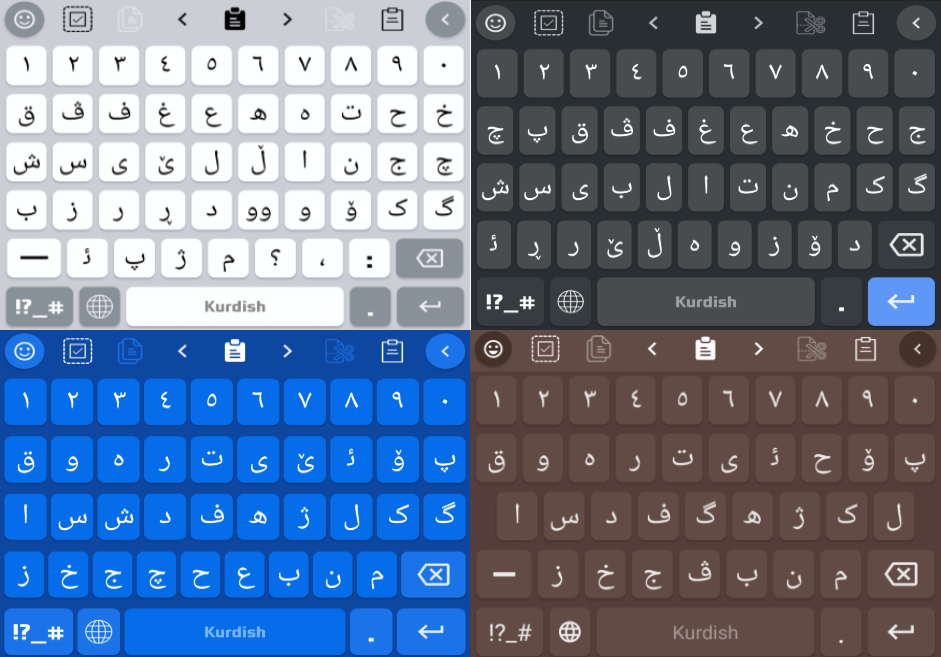 ١ ٢ ٣ ٤ ٥ ٦ ٧ ٨ ٩ ٠
ق ڤ ف غ ع ھ ە ت ح خ
ش س ی ێ ل ڵ ا ن ج چ
ب ز ر ڕ د وو و ۆ ک گ
ـــ ئ پ ژ م ؟ ، :
!?_# Kurdish .
١ ٢ ٣ ٤ ٥ ٦ ٧ ٨ ٩ ٠
چ پ ق ڤ ف غ ع ھ خ ح ج
ش س ی ب ل ا ت ن م ک گ
ئ ڕ ر ێ ڵ ە و ز ۆ د
!?_# Kurdish .
١ ٢ ٣ ٤ ٥ ٦ ٧ ٨ ٩ ٠
ق و ە ر ت ی ێ ئ ۆ پ
ا س ش د ف ھ ژ ل ک گ
ز خ ج چ ح ع ب ن م
!?_# Kurdish .
١ ٢ ٣ ٤ ٥ ٦ ٧ ٨ ٩ ٠
ق و ە ر ت ی ئ ح ۆ پ
ا س د ف گ ھ ژ ک ل
ـــ ز خ ج ڤ ب ن م
!?_# Kurdish .